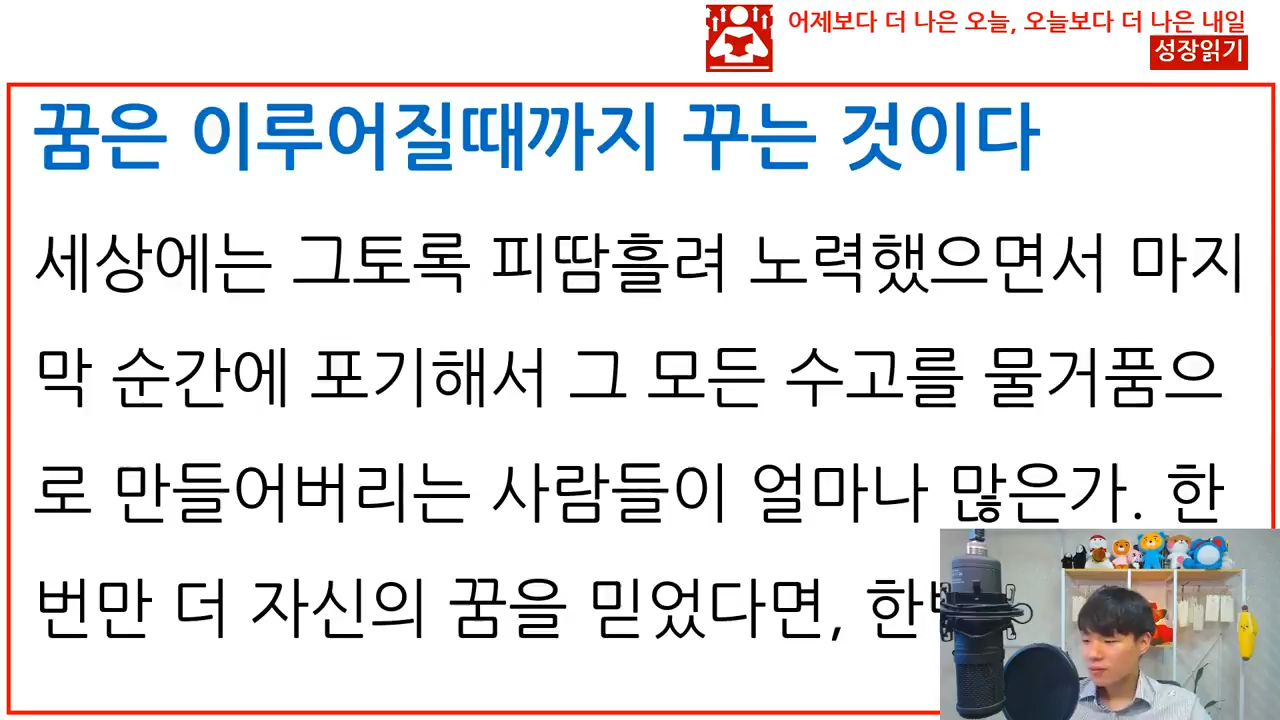 어제보다 더 나은 오늘, 오늘보다 더 나은 내일
성장읽기
꿈은 이루어질때까지 꾸는 것이다
세상에는 그토록 피땀흘려 노력했으면서 마지
막 순간에 포기해서 그 모든 수고를 물거품으
로 만들어버리는 사람들이 얼마나 많은가. 한
번만 더 자신의 꿈을 믿었다면,